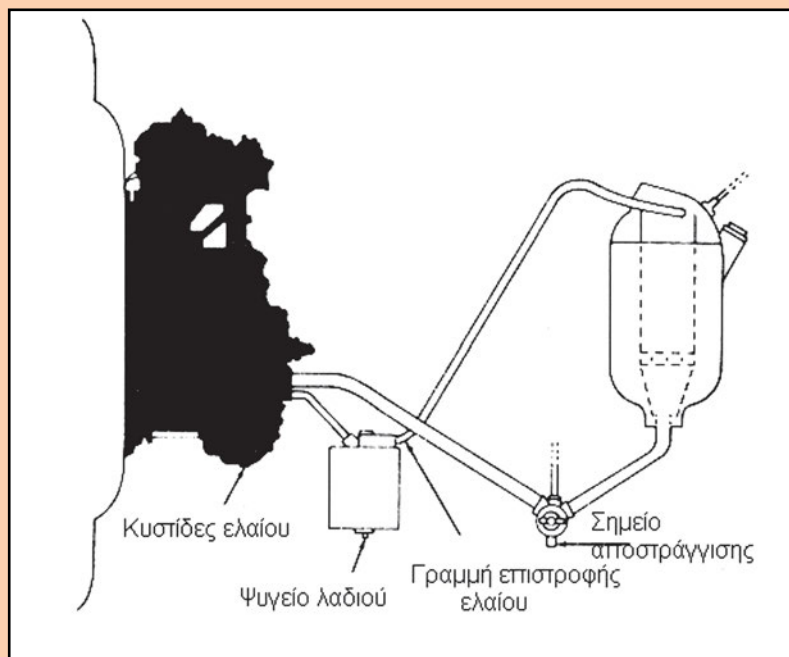 Κυστίδες ελαίου
Ψυγείο λαδιού
Γραμμή επιστροφής
ελαίου
Σημείο
αποστράγγισης